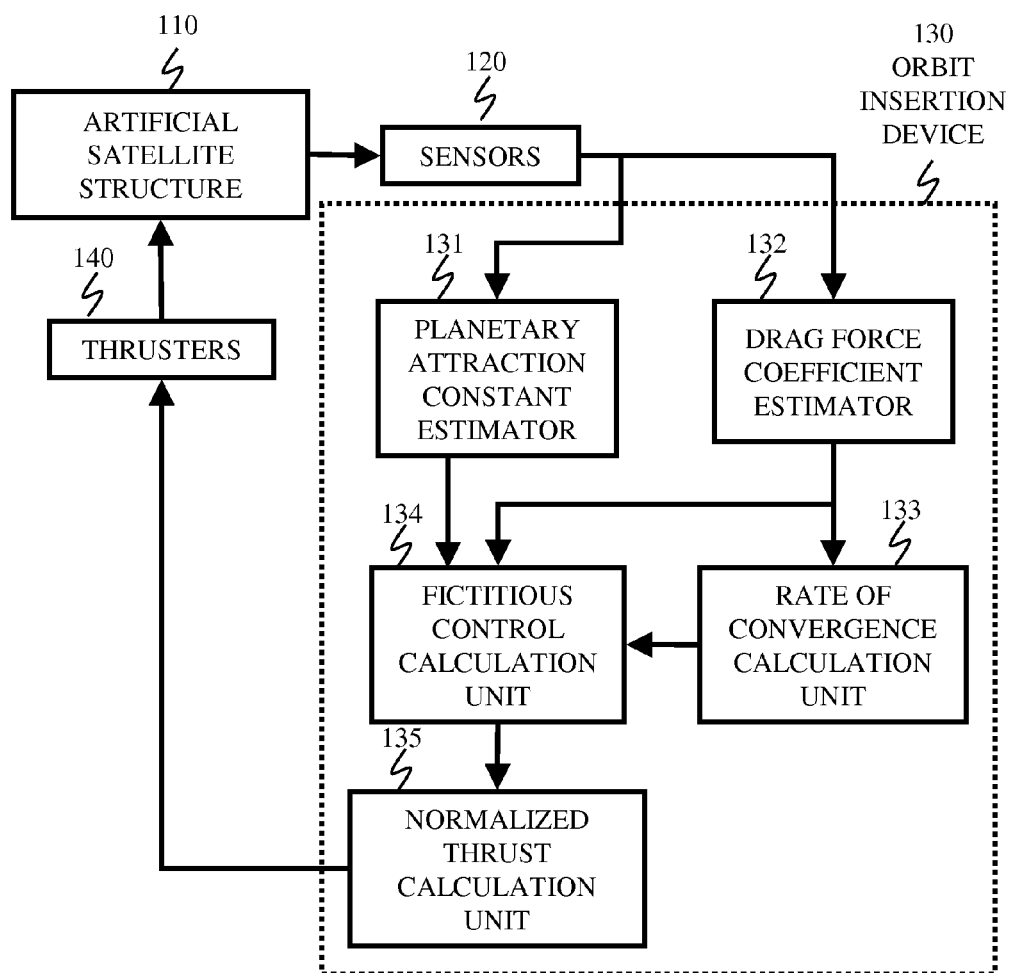 110
ARTIFICIAL
SATELLITE
STRUCTURE
120
SENSORS
130
ORBIT
INSERTION
DEVICE
140
THRUSTERS
131
PLANETARY
ATTRACTION
CONSTANT
ESTIMATOR
132
DRAG FORCE
COEFFICIENT
ESTIMATOR
134
FICTITIOUS
CONTROL
CALCULATION
UNIT
133
RATE OF
CONVERGENCE
CALCULATION
UNIT
135
NORMALIZED
THRUST
CALCULATION
UNIT